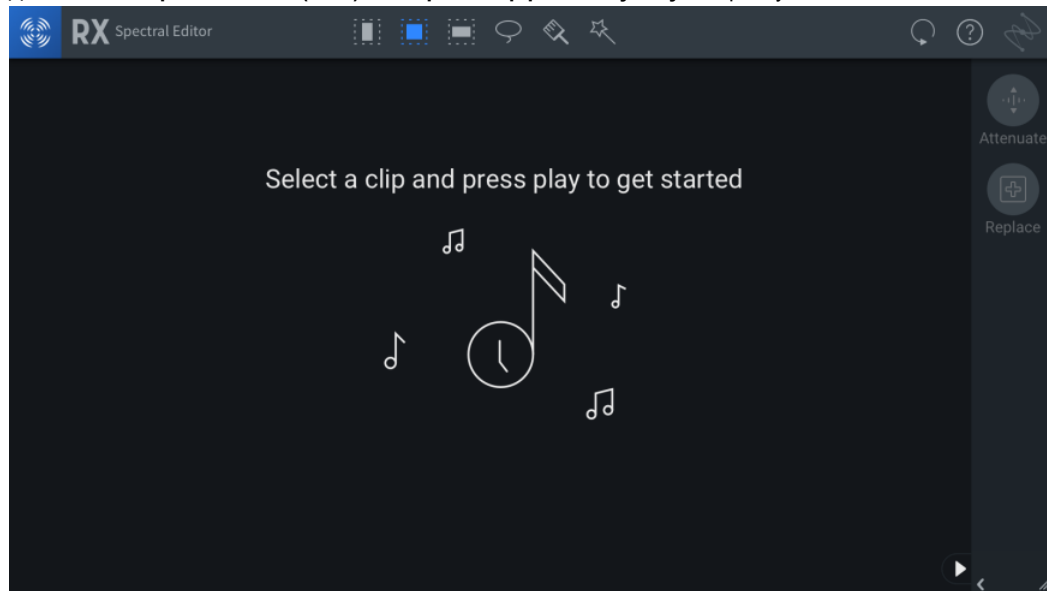 RX Spectral Editor
Attenuate
Select a clip and press play to get started
Replace